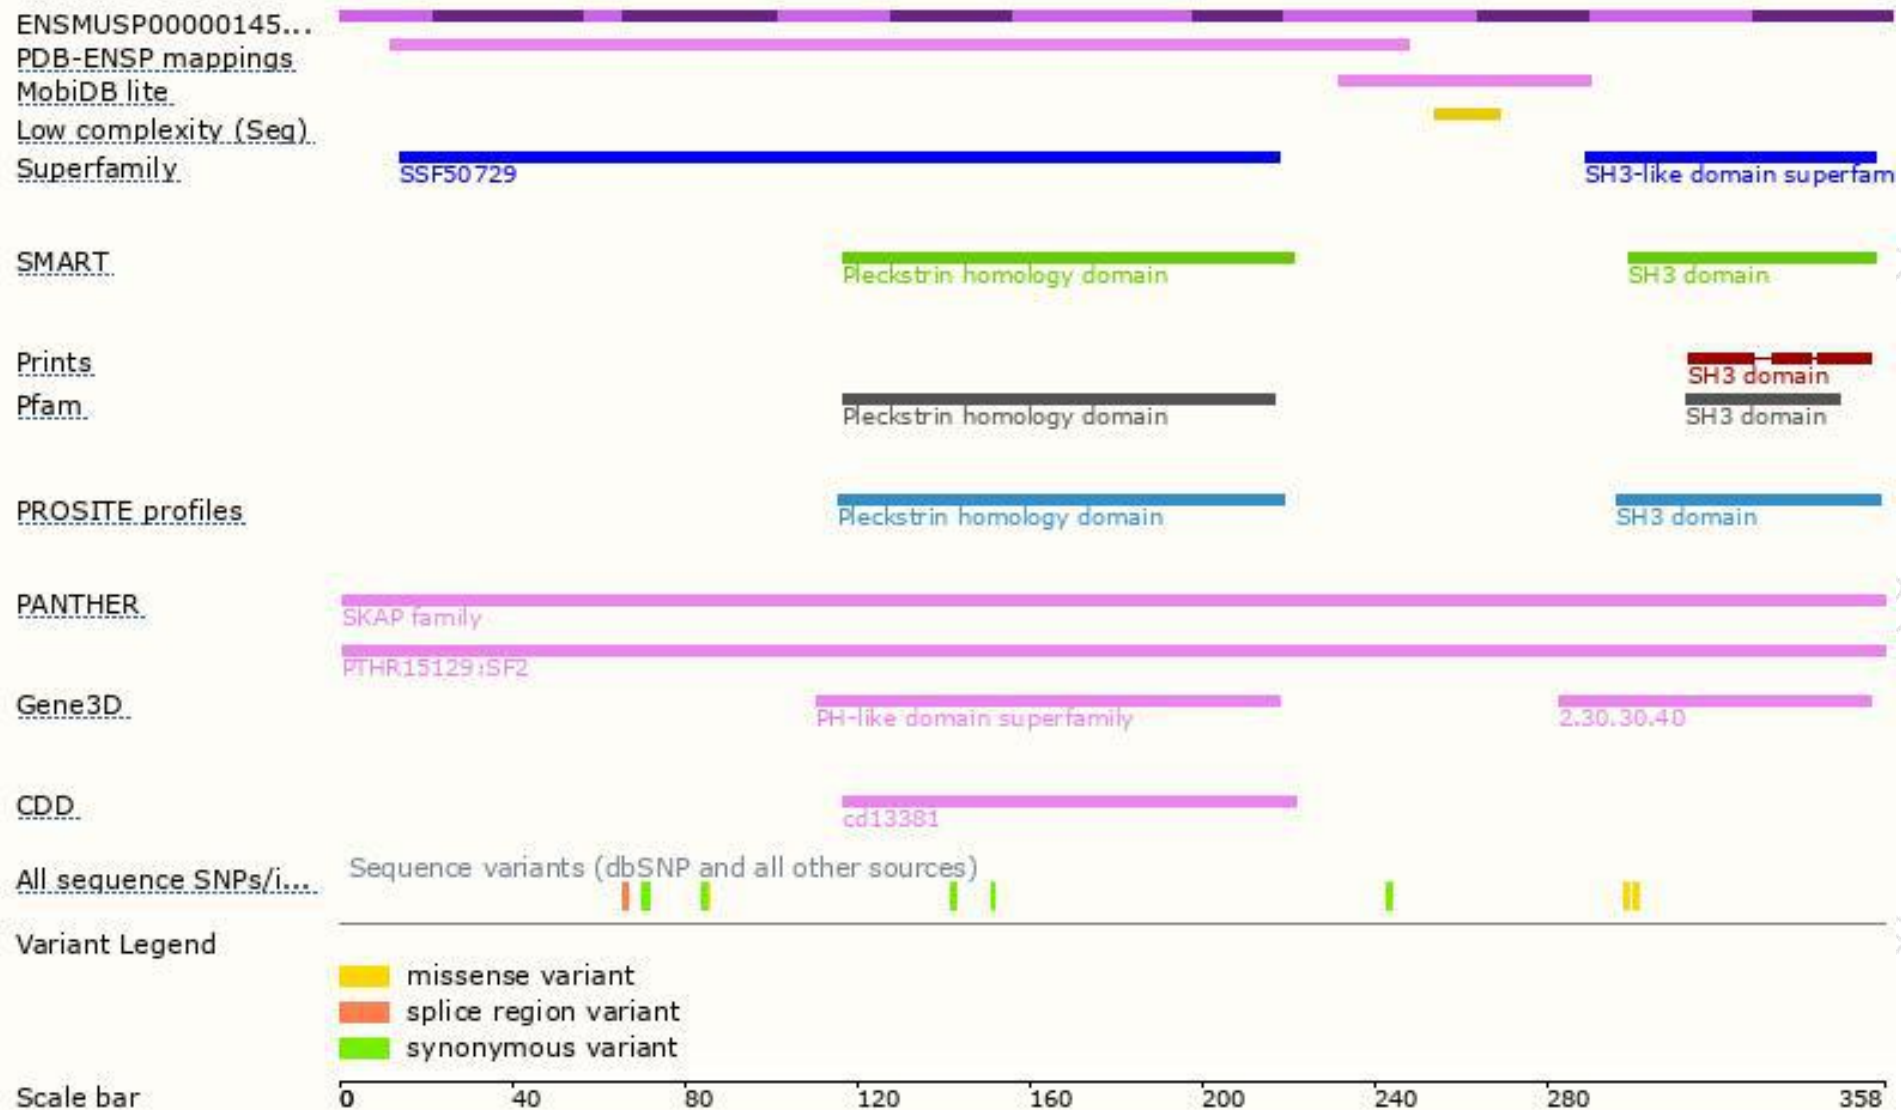 ENSMUSP00000145...
PDB-ENSP mappings
MobiDB lite
Low complexity (Seg)
Superfamily
SSF50729
SH3-like domain superfam
SMART
Pleckstrin homology domain
SH3 domain
Prints
SH3 domain
Pfam
Pleckstrin homology domain
SH3 domain
PROSITE profiles
Pleckstrin homology domain
SH3 domain
PANTHER
SKAP family
PTHR15129:SF2
Gene3D
PH-like domain superfamily
2.30.30.40
CDD
cd13381
Sequence variants (dbSNP and all other sources)
All sequence SNPs/i...
Variant Legend
missense variant
splice region variant
synonymous variant
Scale bar
0 40 80 120 160 200 240 280 358